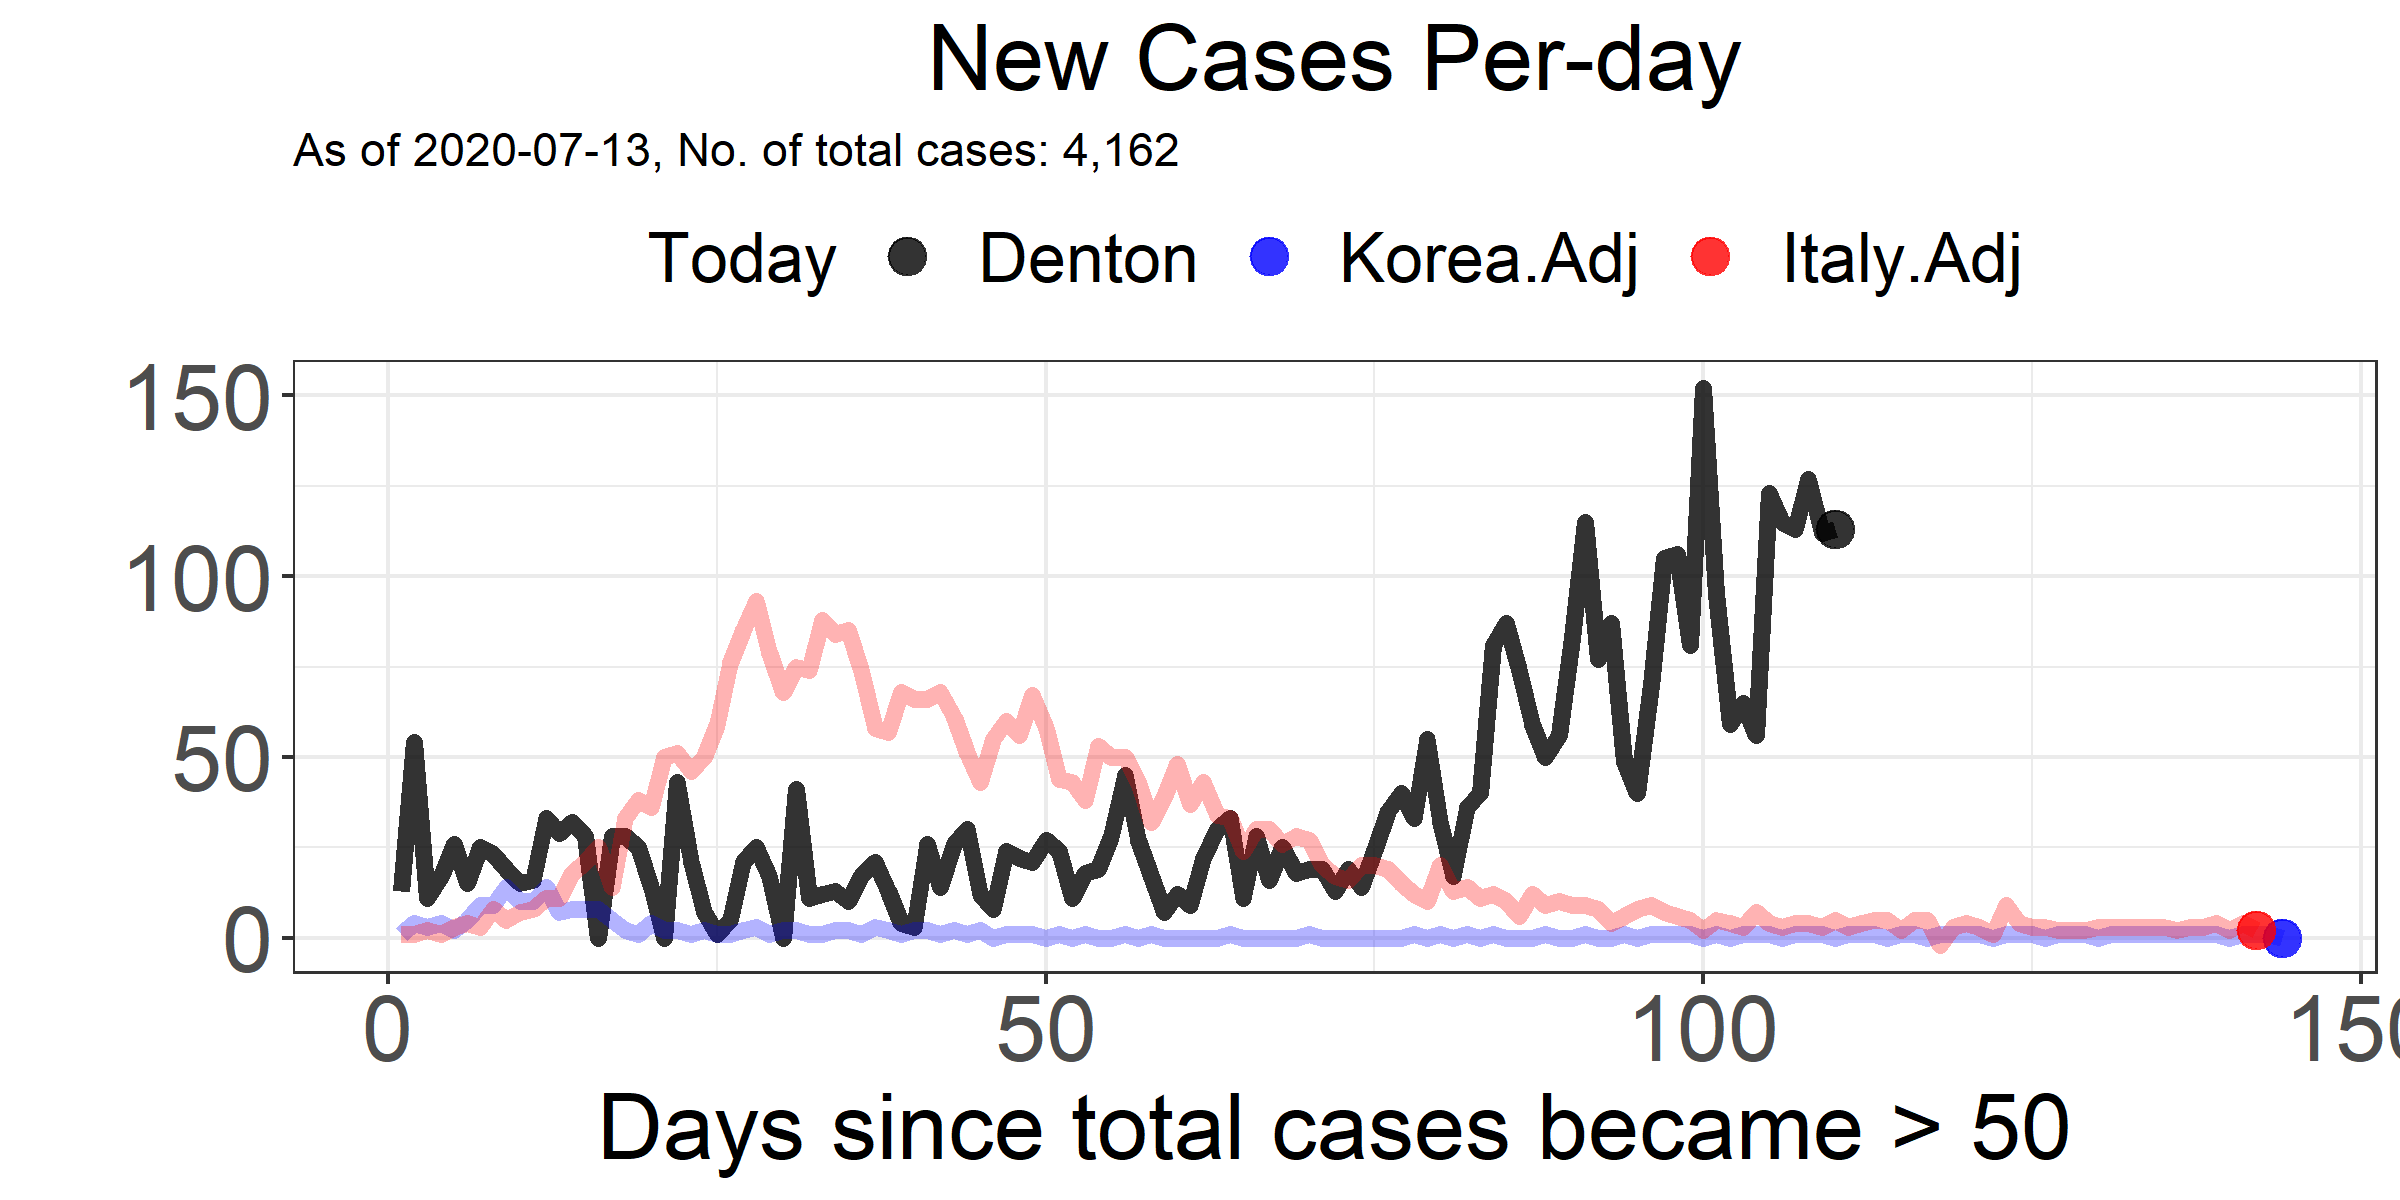 New Cases Per-day
As of 2020-07-13, No. of total cases: 4,162
Today Denton Korea.Adj Italy.Adj
150
100
50
0
0 50 100 150
Days since total cases became > 50